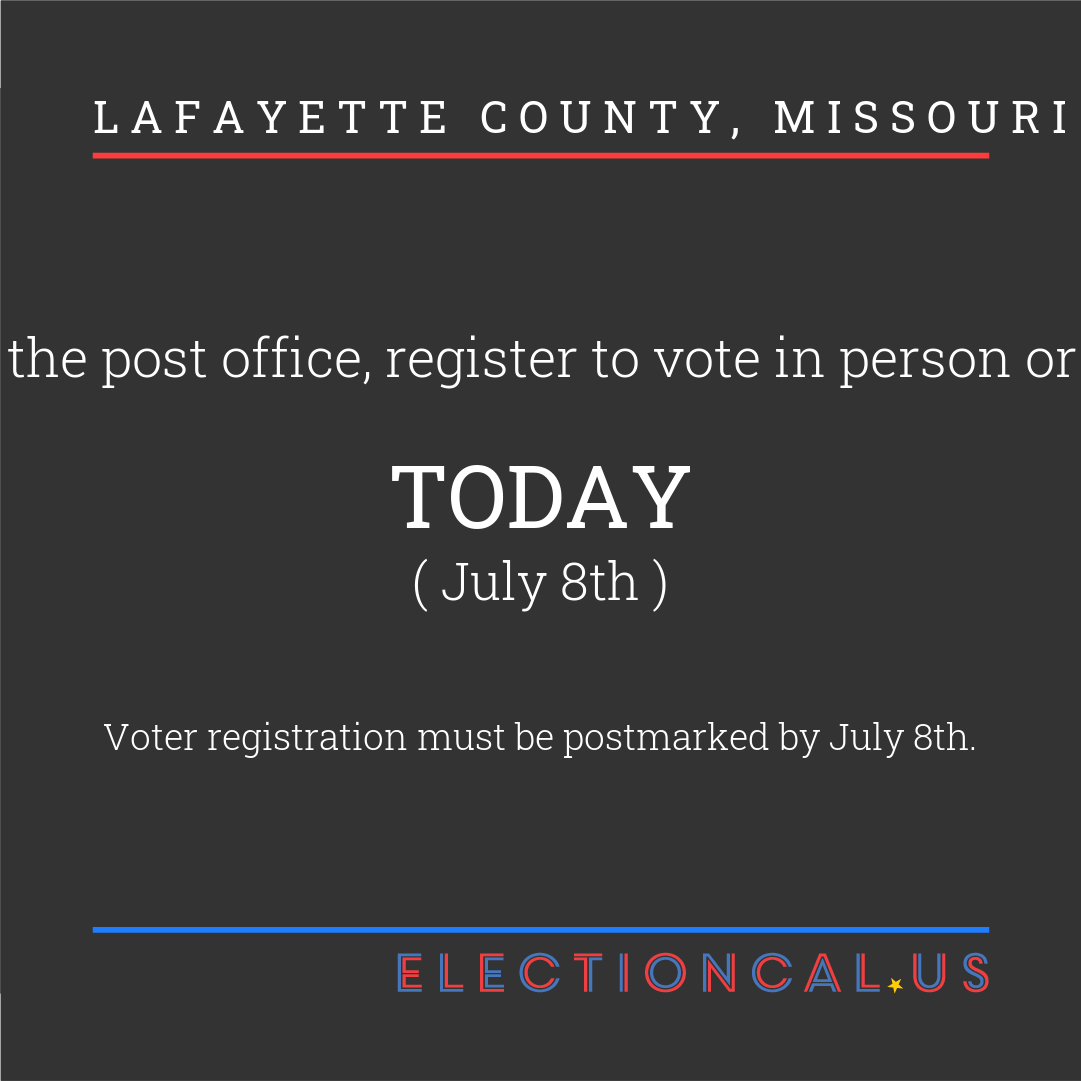 LAFAYETTE COUNTY, MISSOURI
the post office, register to vote in person or
TODAY
( July 8th )
Voter registration must be postmarked by July 8th.
ELECTIONCAL.US